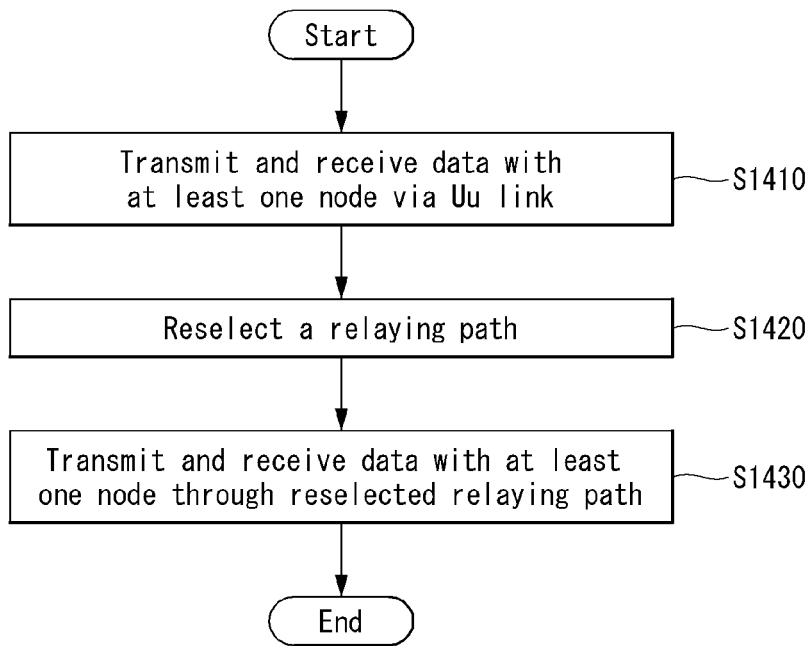 Start
Transmit and receive data with
at least one node via Uu link
S1410
Reselect a relaying path
S1420
Transmit and receive data with at least
one node through reselected relaying path
S1430
End